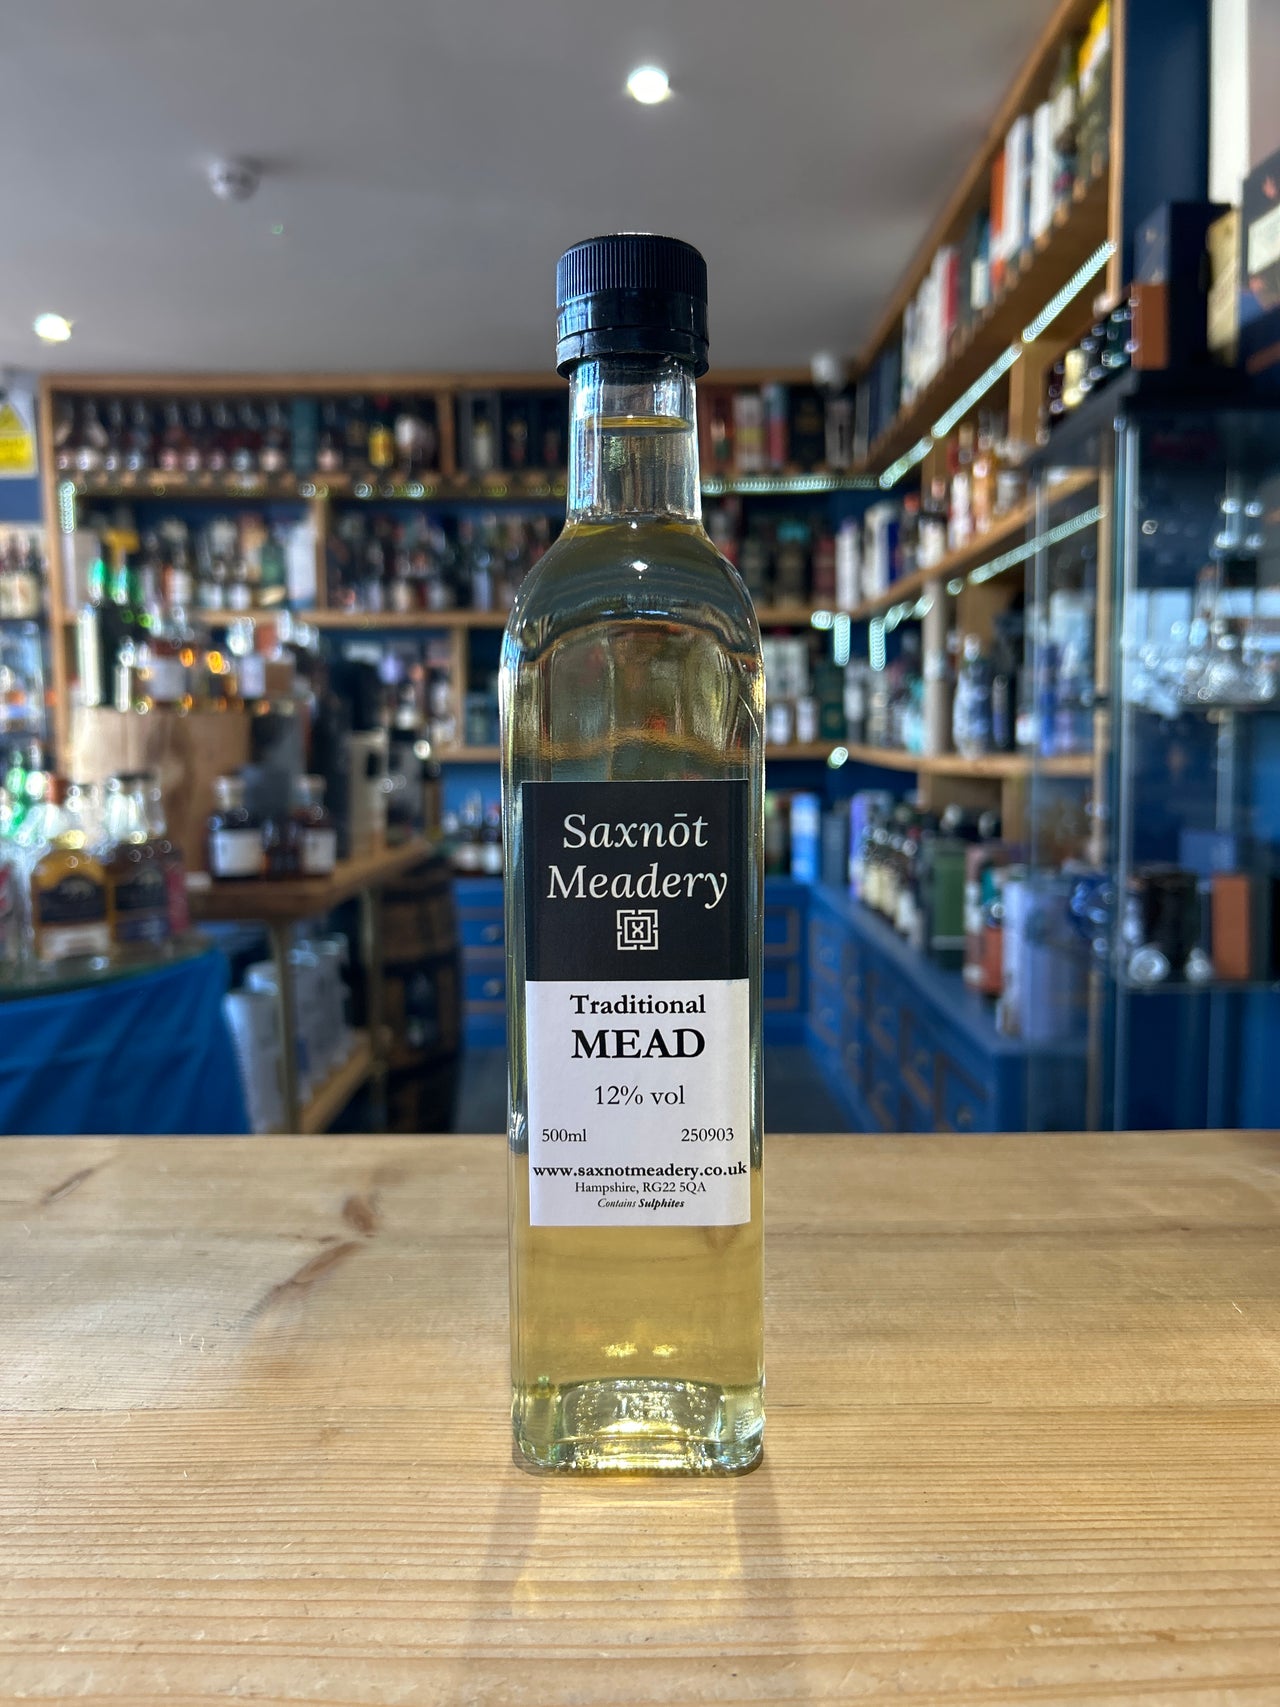 Saxnōt
Meadery
X
Traditional
MEAD
12% vol
500ml 250903
www.saxnotmeadery.co.uk
Hampshire, RG22 5QA
Contains Sulphites